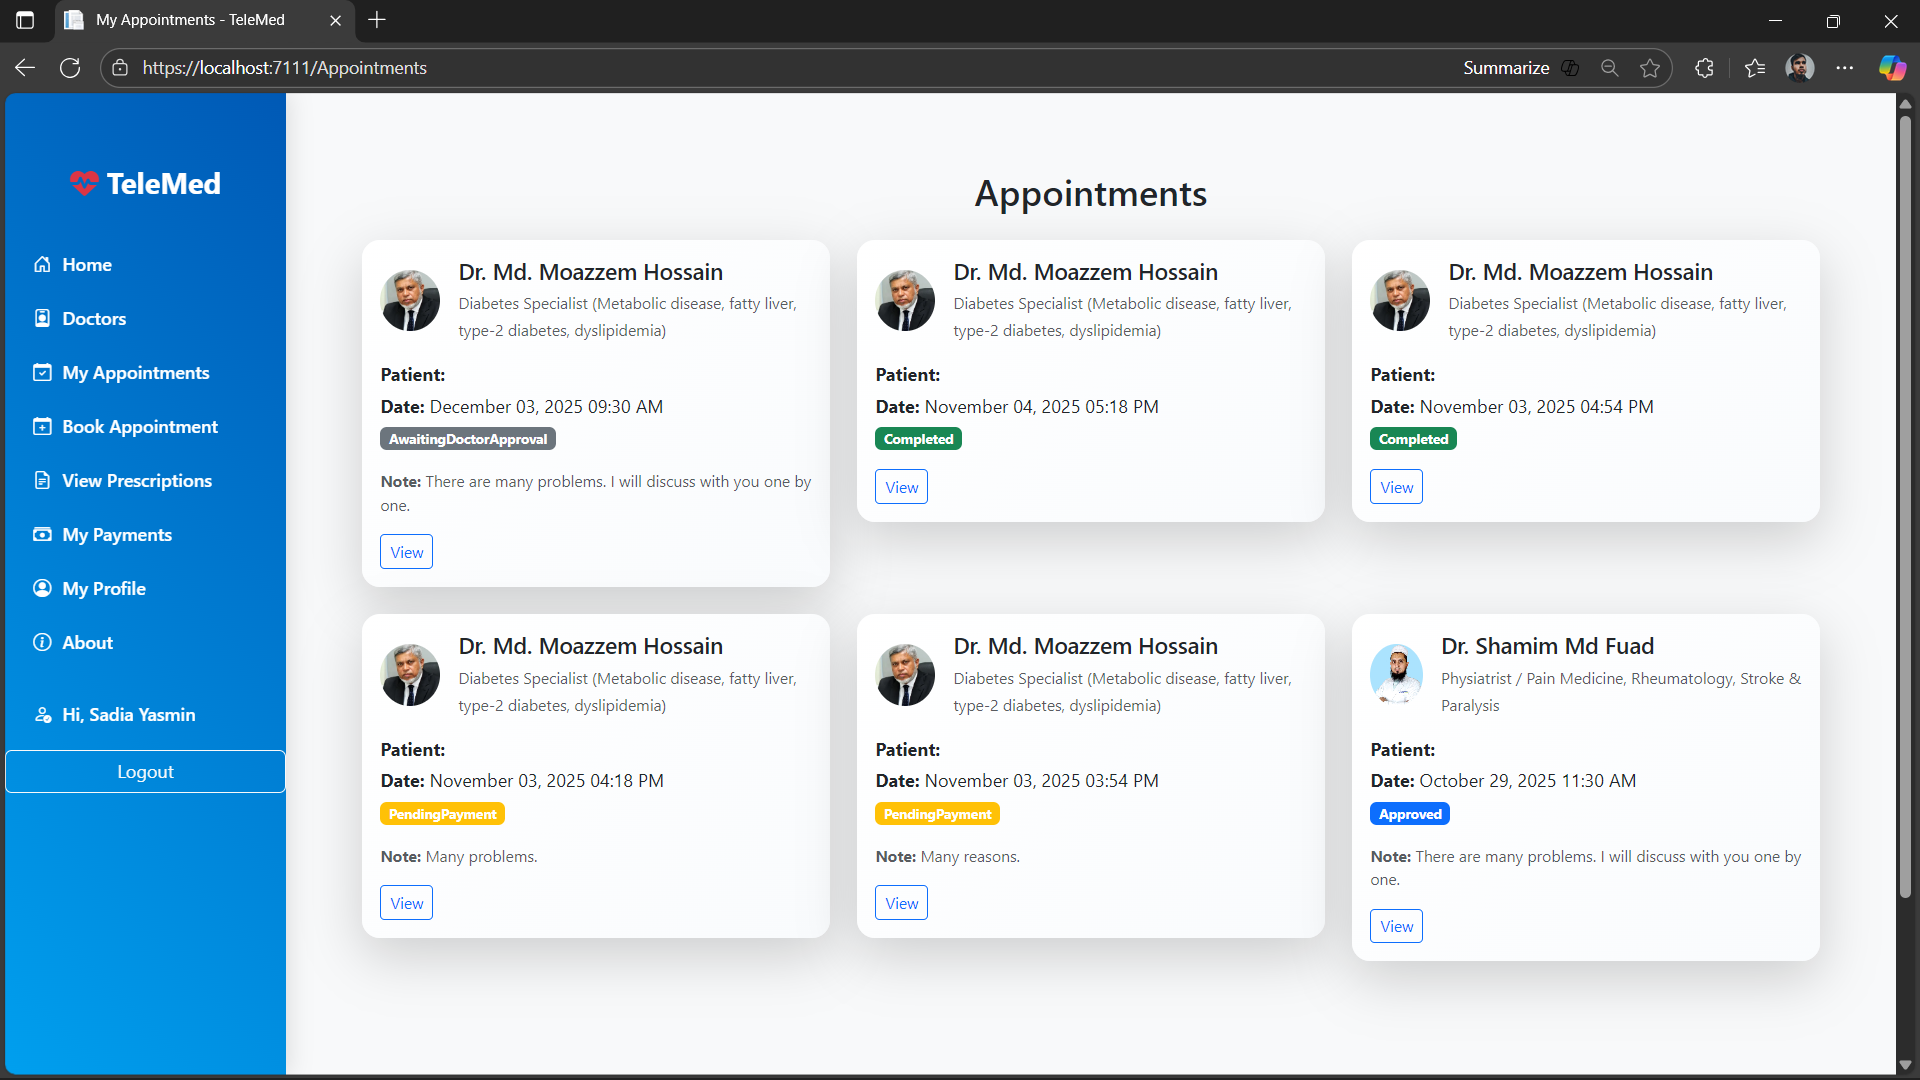 My Appointments - TeleMed
https://localhost:7111/Appointments
Summarize
TeleMed
Home
Doctors
My Appointments
Book Appointment
View Prescriptions
My Payments
My Profile
About
Hi, Sadia Yasmin
Logout
Appointments
Dr. Md. Moazzem Hossain
Diabetes Specialist (Metabolic disease, fatty liver,
type-2 diabetes, dyslipidemia)
Patient:
Date: December 03, 2025 09:30 AM
AwaitingDoctorApproval
Note: There are many problems. I will discuss with you one by
one.
View
Dr. Md. Moazzem Hossain
Diabetes Specialist (Metabolic disease, fatty liver,
type-2 diabetes, dyslipidemia)
Patient:
Date: November 04, 2025 05:18 PM
Completed
View
Dr. Md. Moazzem Hossain
Diabetes Specialist (Metabolic disease, fatty liver,
type-2 diabetes, dyslipidemia)
Patient:
Date: November 03, 2025 04:54 PM
Completed
View
Dr. Md. Moazzem Hossain
Diabetes Specialist (Metabolic disease, fatty liver,
type-2 diabetes, dyslipidemia)
Patient:
Date: November 03, 2025 04:18 PM
PendingPayment
Note: Many problems.
View
Dr. Md. Moazzem Hossain
Diabetes Specialist (Metabolic disease, fatty liver,
type-2 diabetes, dyslipidemia)
Patient:
Date: November 03, 2025 03:54 PM
PendingPayment
Note: Many reasons.
View
Dr. Shamim Md Fuad
Physiatrist / Pain Medicine, Rheumatology, Stroke &
Paralysis
Patient:
Date: October 29, 2025 11:30 AM
Approved
Note: There are many problems. I will discuss with you one by
one.
View